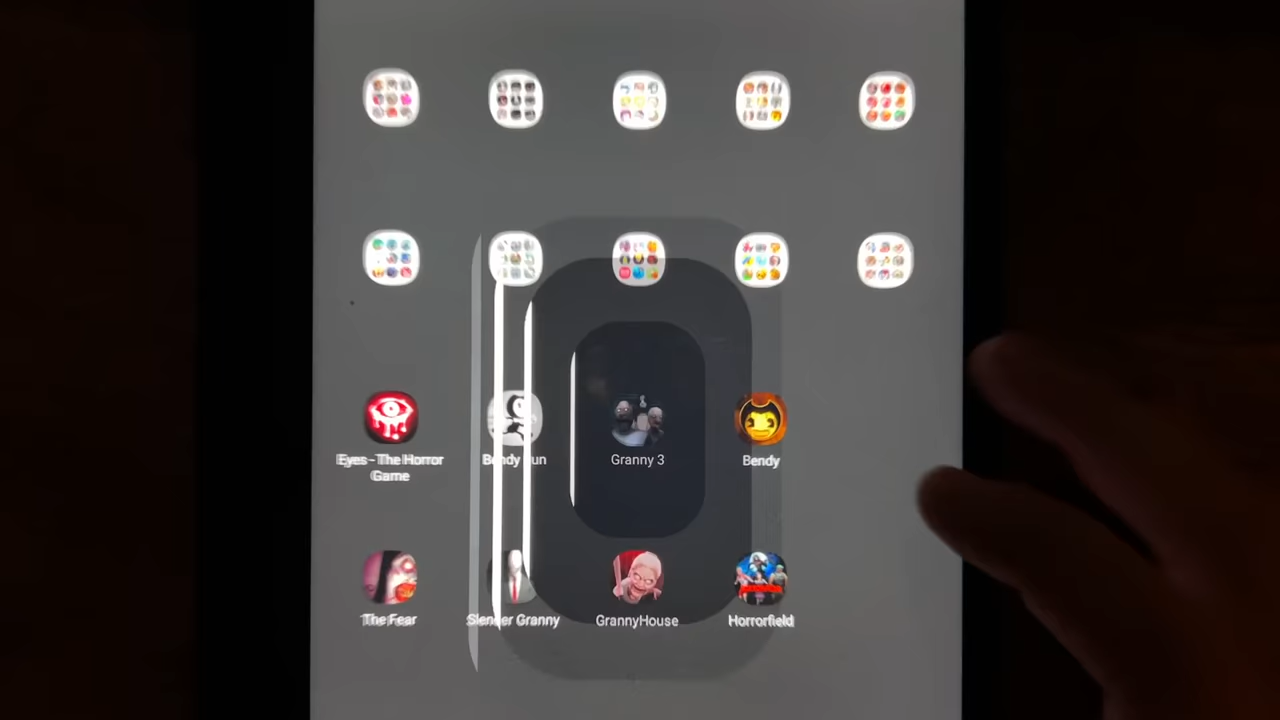 Eyes - The Horror
Game
Bendy Run
Granny 3
Bendy
The Fear
Slender Granny
GrannyHouse
Horrorfield